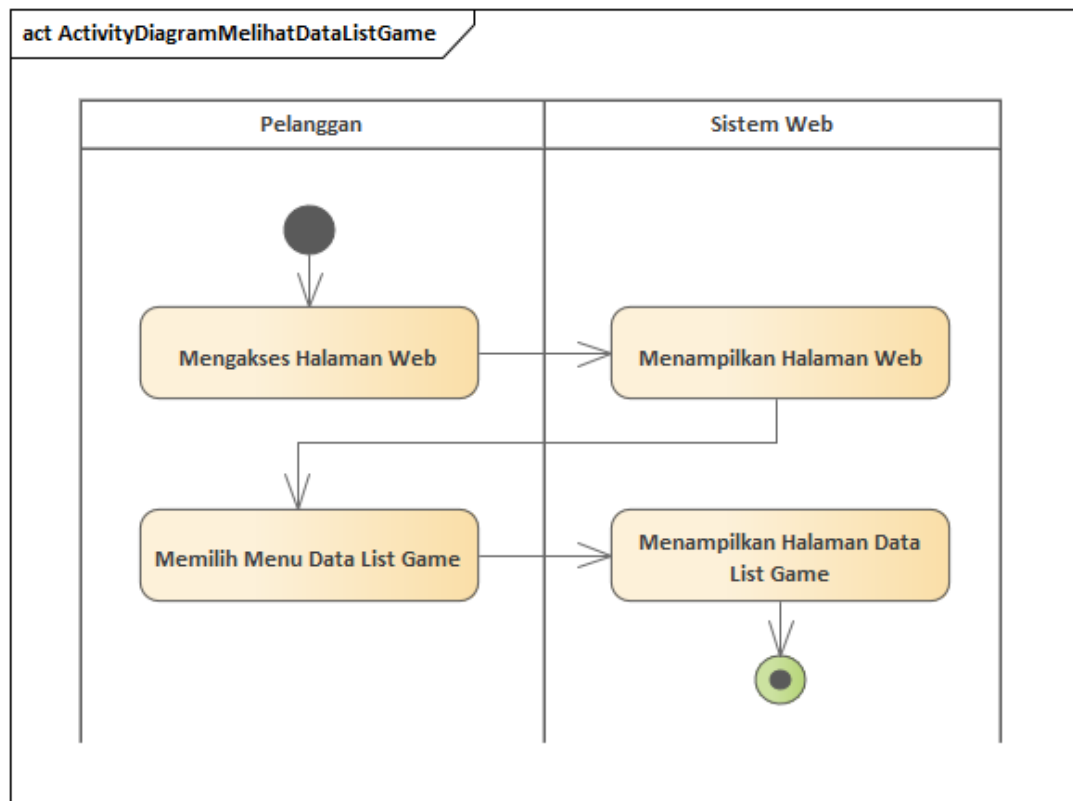 act ActivityDiagramMelihatDataListGame
Pelanggan
Sistem Web
Mengakses Halaman Web
Menampilkan Halaman Web
Memilih Menu Data List Game
Menampilkan Halaman Data
List Game